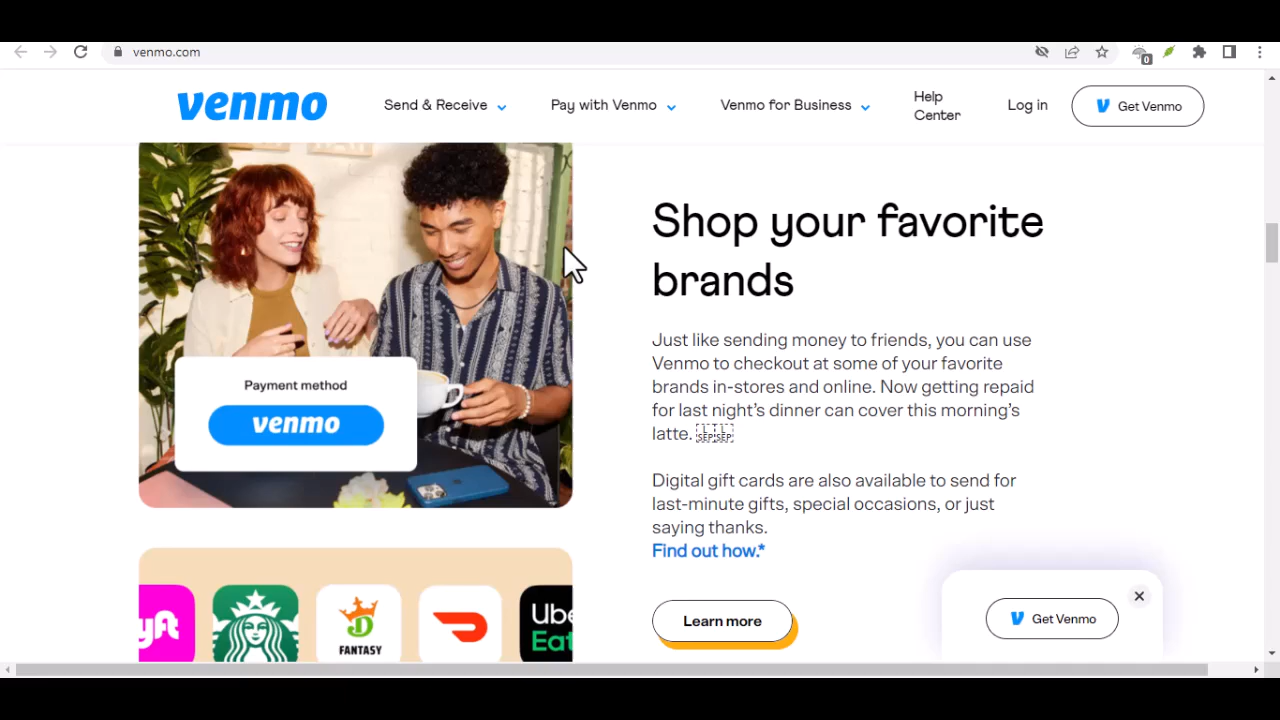 venmo.com
0
venmo
Send & Receive
Pay with Venmo
Venmo for Business
Help
Center
Log in
Get Venmo
Shop your favorite
brands
Just like sending money to friends, you can use
Venmo to checkout at some of your favorite
brands in-stores and online. Now getting repaid
for last night’s dinner can cover this morning’s
latte.
Digital gift cards are also available to send for
last-minute gifts, special occasions, or just
saying thanks.
Find out how.*
Learn more
Payment method
venmo
lyft
FANTASY
Uber
Eats
Get Venmo